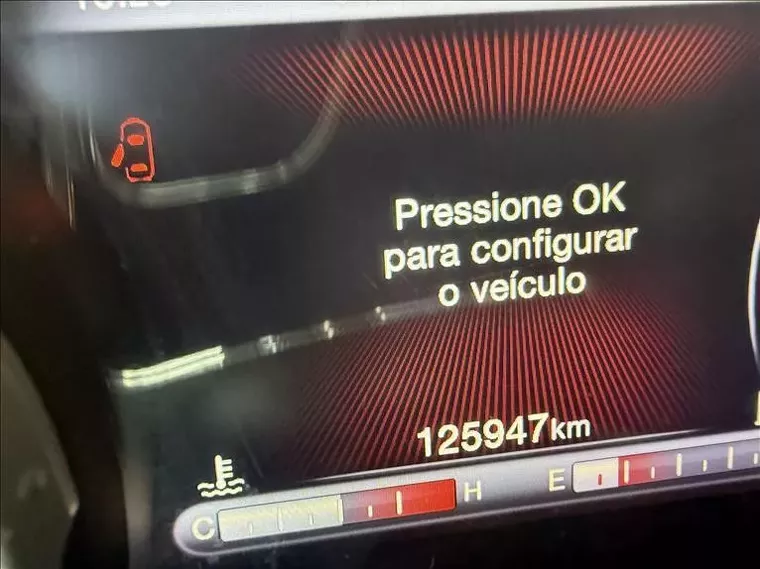 Pressione OK
para configurar
o veículo
125947km
C H E